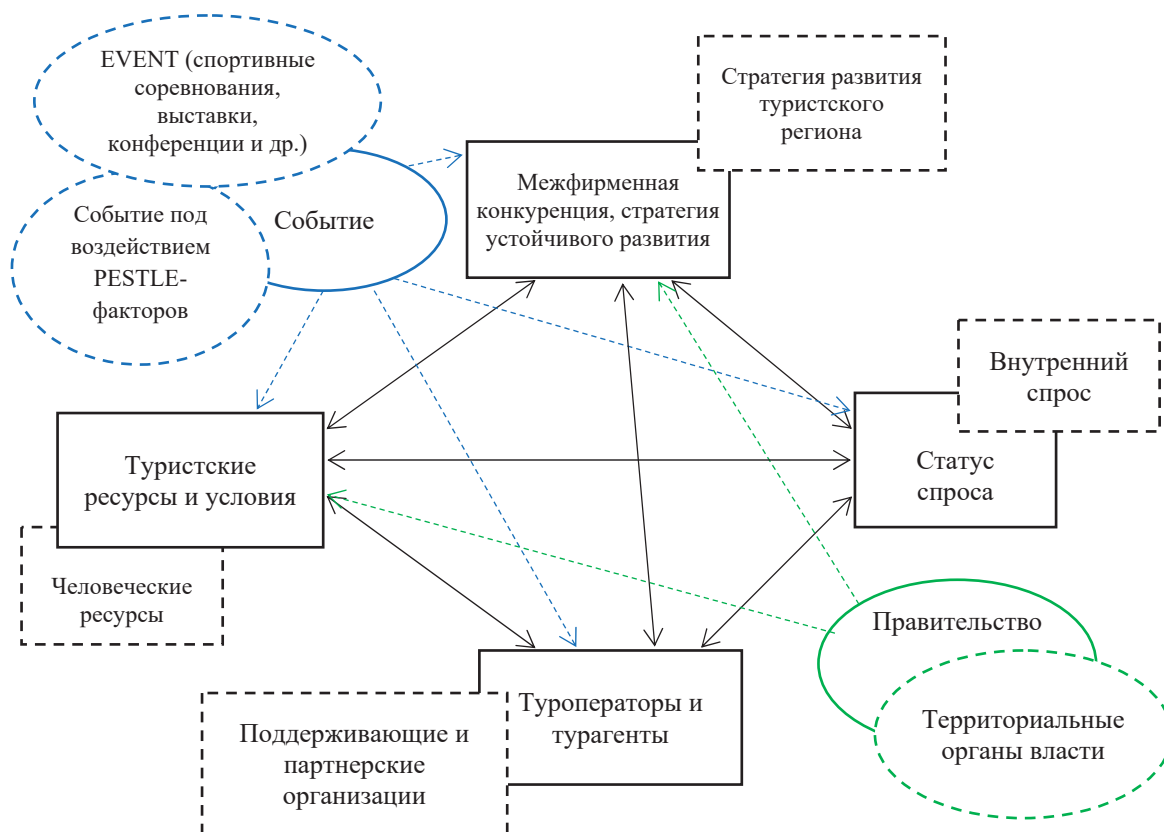 EVENT (спортивные
соревнования,
выставки,
конференции и др.)
Стратегия развития
туристского
региона
Межфирменная
конкуренция, стратегия
устойчивого развития
Событие
Событие под
воздействием
PESTLE-
факторов
Внутренний
спрос
Туристские
ресурсы и условия
Статус
спроса
Человеческие
ресурсы
Правительство
Территориальные
органы власти
Туроператоры и
турагенты
Поддерживающие и
партнерские
организации